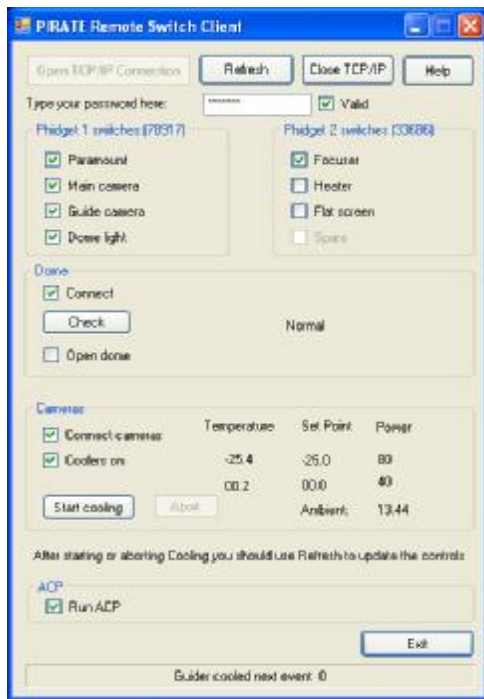 PIRATE Remote Switch Client
Open TCP/IP Connection Refresh Close TCP/IP Help
Type your password here: ******** Valid
Phidget 1 switches (78917) Phidget 2 switches (33686)
Paramount Focuser
Main camera Heater
Guide camera Flat screen
Dome light Spare
Dome
Connect
Check Normal
Open dome
Cameras
Connect cameras Temperature Set Point Power
Coolers on -25.4 -25.0 80
00.2 00.0 40
Start cooling Abort Ambient: 13.44
After starting or aborting Cooling you should use Refresh to update the controls
ACP
Run ACP
Exit
Guider cooled next event :0